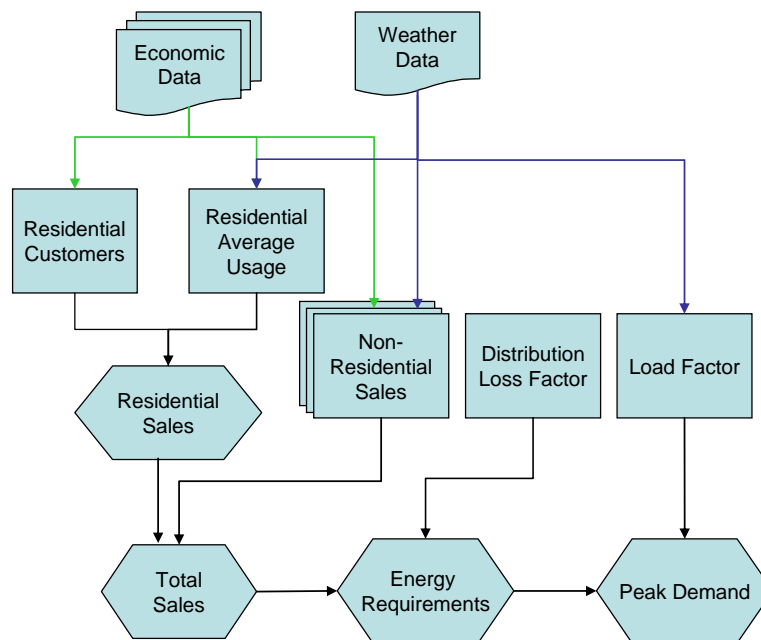 Economic
Data
Weather
Data
Residential
Customers
Residential
Average
Usage
Non-
Residential
Sales
Distribution
Loss Factor
Load Factor
Residential
Sales
Total
Sales
Energy
Requirements
Peak Demand